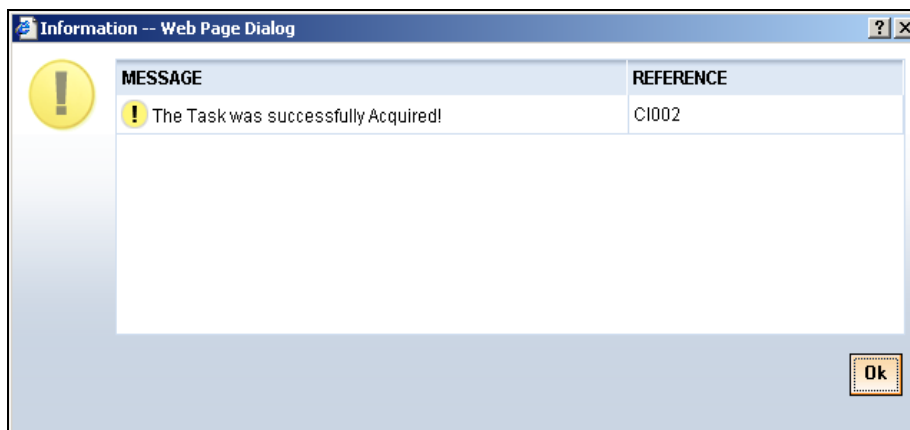 Information -- Web Page Dialog
MESSAGE REFERENCE
The Task was successfully Acquired! CI002
Ok